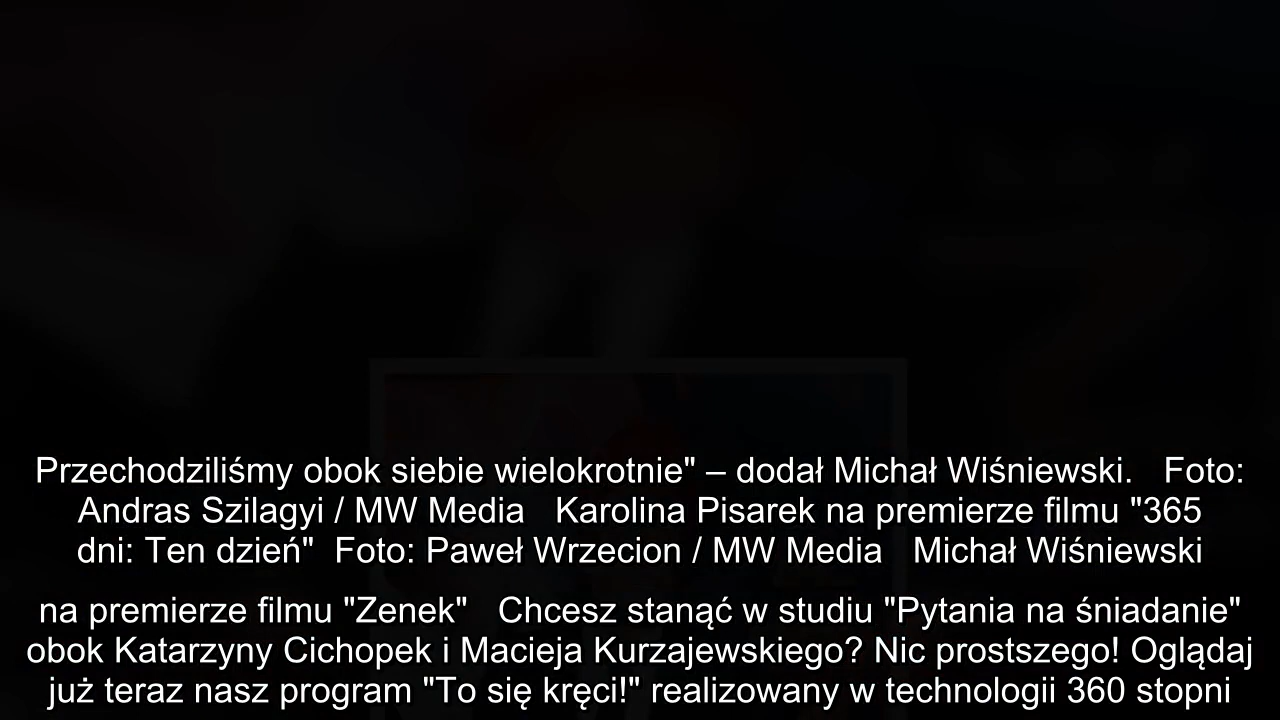 Przechodziliśmy obok siebie wielokrotnie" – dodał Michał Wiśniewski.   Foto:
Andras Szilagyi / MW Media   Karolina Pisarek na premierze filmu "365
dni: Ten dzień"  Foto: Paweł Wrzecion / MW Media   Michał Wiśniewski
na premierze filmu "Zenek"   Chcesz stanąć w studiu "Pytania na śniadanie"
obok Katarzyny Cichopek i Macieja Kurzajewskiego? Nic prostszego! Oglądaj
już teraz nasz program "To się kręci!" realizowany w technologii 360 stopni